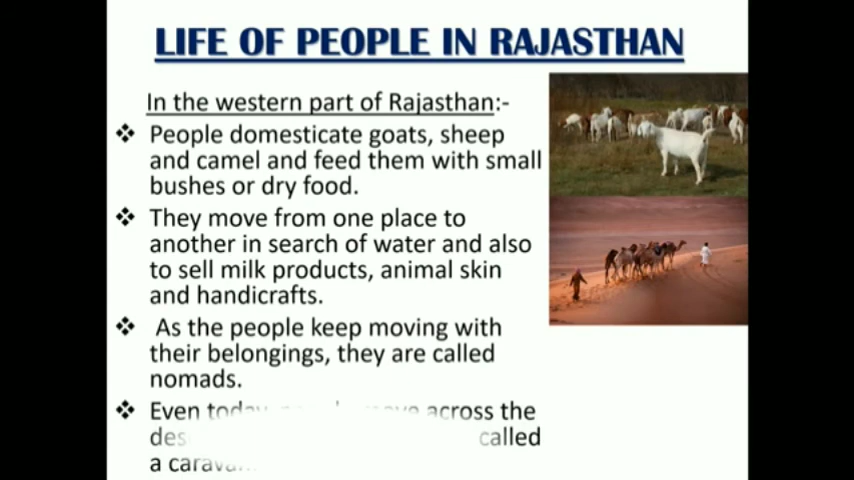 LIFE OF PEOPLE IN RAJASTHAN
In the western part of Rajasthan:-
❖ People domesticate goats, sheep
and camel and feed them with small
bushes or dry food.
❖ They move from one place to
another in search of water and also
to sell milk products, animal skin
and handicrafts.
❖ As the people keep moving with
their belongings, they are called
nomads.
❖ Even today across the
called
a